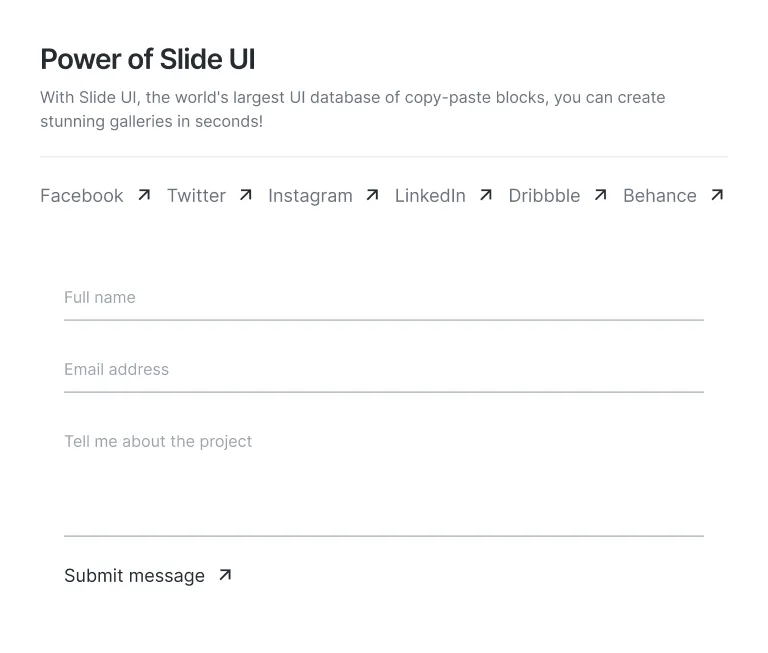 Power of Slide UI
With Slide UI, the world's largest UI database of copy-paste blocks, you can create
stunning galleries in seconds!
Facebook Twitter Instagram LinkedIn Dribbble Behance
Full name
Email address
Tell me about the project
Submit message